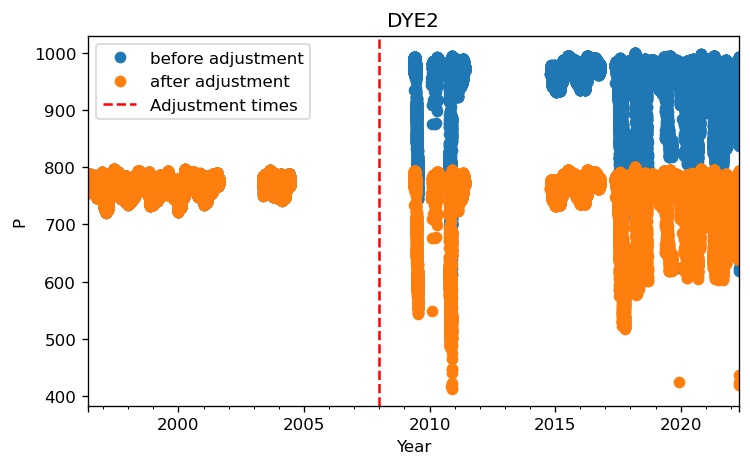 DYE2
1000
900
800
700
600
500
400
P
before adjustment
after adjustment
Adjustment times
2000
2005
2010
2015
2020
Year